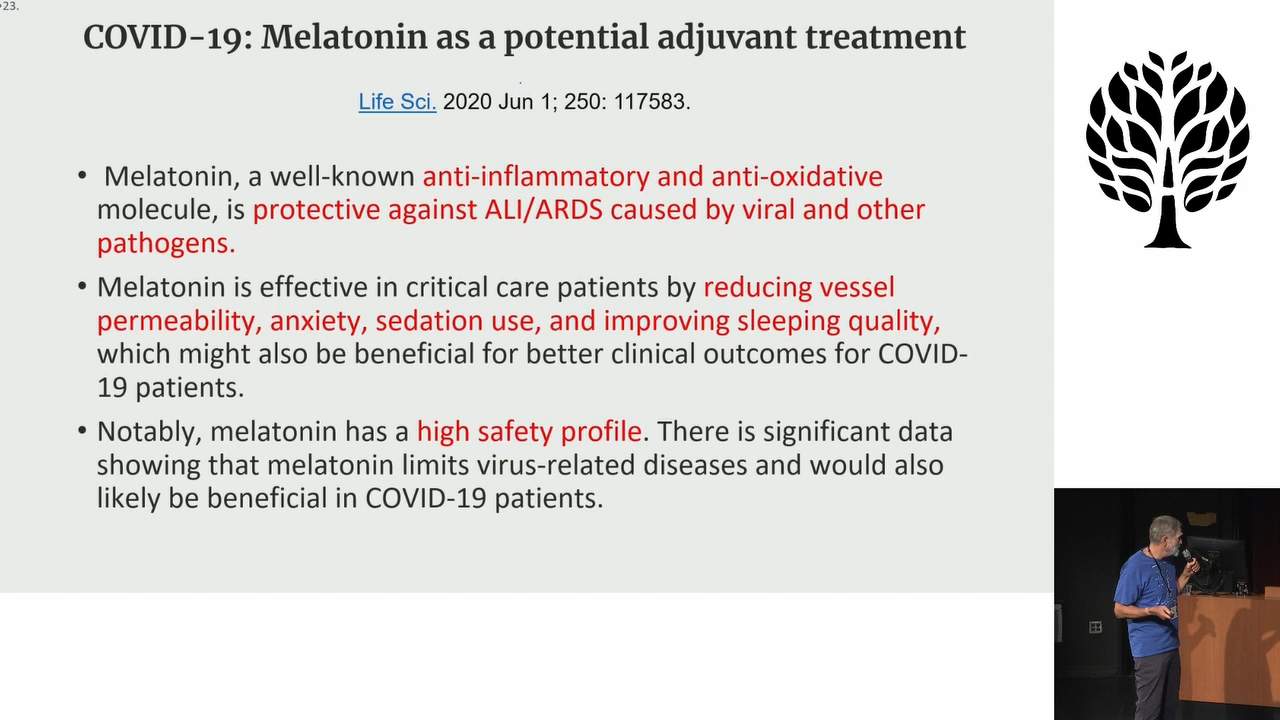 23.
COVID-19: Melatonin as a potential adjuvant treatment
Life Sci. 2020 Jun 1; 250: 117583.
• Melatonin, a well-known anti-inflammatory and anti-oxidative
molecule, is protective against ALI/ARDS caused by viral and other
pathogens.
• Melatonin is effective in critical care patients by reducing vessel
permeability, anxiety, sedation use, and improving sleeping quality,
which might also be beneficial for better clinical outcomes for COVID-
19 patients.
• Notably, melatonin has a high safety profile. There is significant data
showing that melatonin limits virus-related diseases and would also
likely be beneficial in COVID-19 patients.